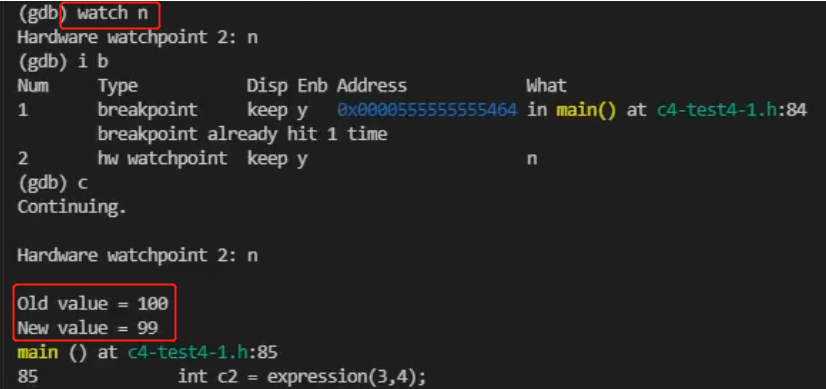 (gdb) watch n
Hardware watchpoint 2: n
(gdb) i b
Num     Type           Disp Enb Address            What
1       breakpoint     keep y   0x0000555555555464 in main() at c4-test4-1.h:84
        breakpoint already hit 1 time
2       hw watchpoint  keep y                      n
(gdb) c
Continuing.
Hardware watchpoint 2: n
Old value = 100
New value = 99
main () at c4-test4-1.h:85
85              int c2 = expression(3,4);